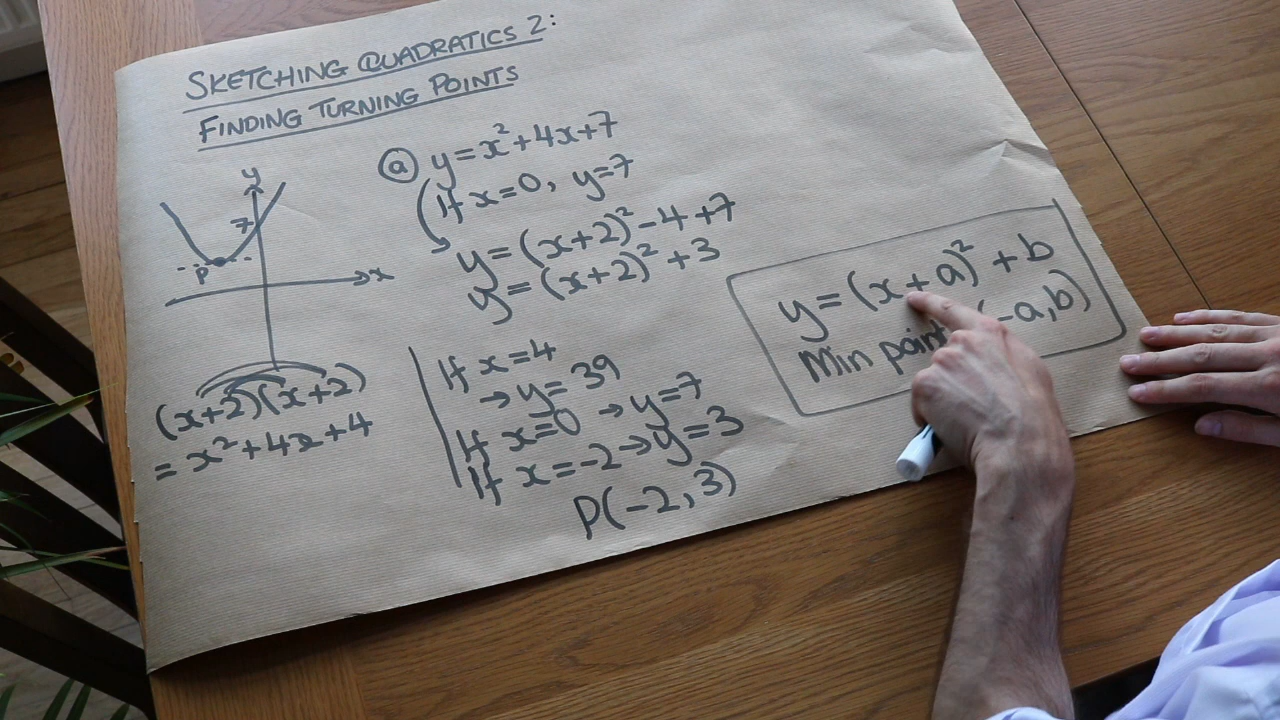 SKETCHING QUADRATICS 2:
FINDING TURNING POINTS
y
7
P
x
(x+2)(x+2)
= x²+4x+4
ⓐ y=x²+4x+7
If x=0, y=7
y=(x+2)²-4+7
y=(x+2)²+3
If x=4
→y=39
If x=0 →y=7
If x=-2→y=3
P(-2,3)
y=(x+a)²+b
Min point (-a,b)